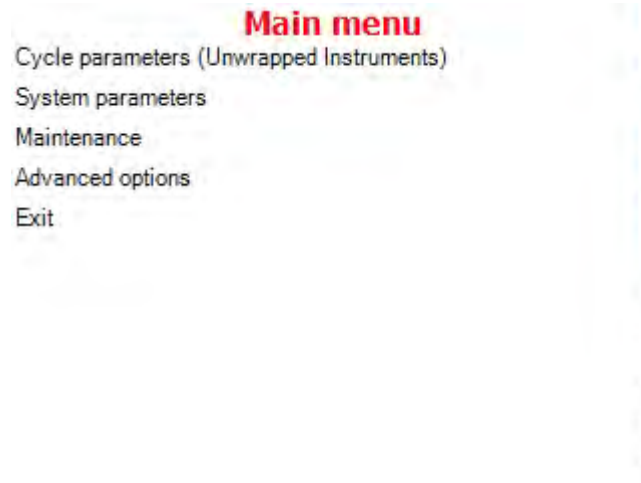 Main menu
Cycle parameters (Unwrapped Instruments)
System parameters
Maintenance
Advanced options
Exit